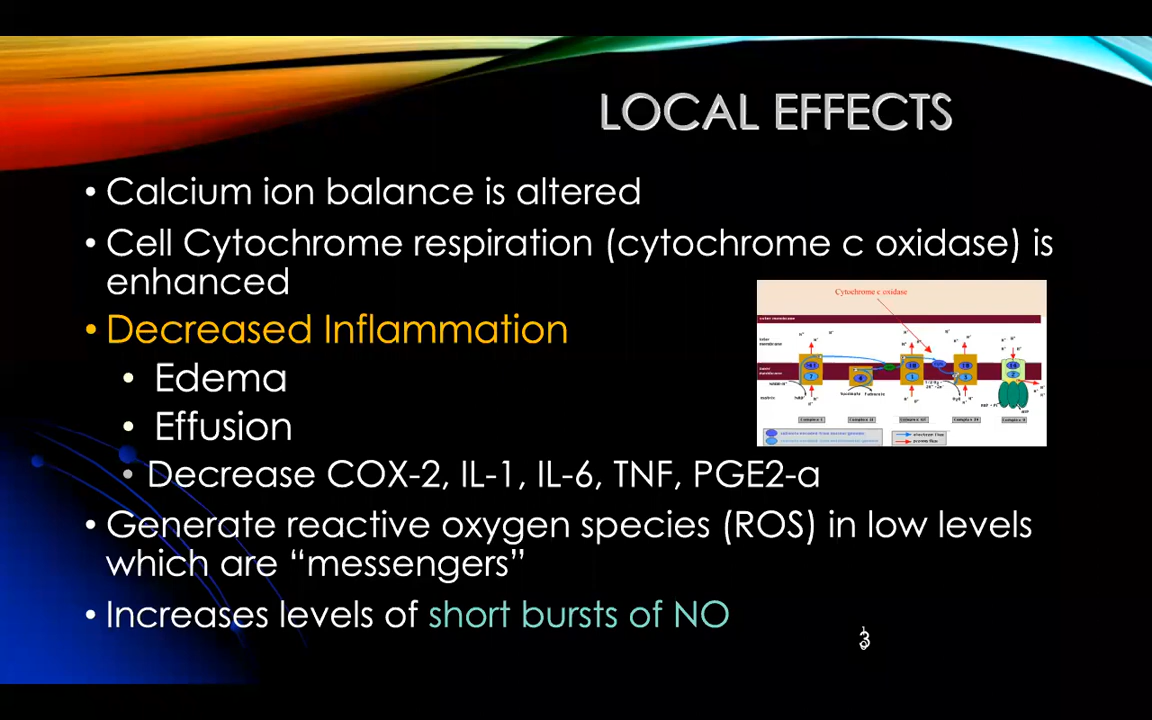 LOCAL EFFECTS
• Calcium ion balance is altered
• Cell Cytochrome respiration (cytochrome c oxidase) is
enhanced
• Decreased Inflammation
• Edema
• Effusion
• Decrease COX-2, IL-1, IL-6, TNF, PGE2-a
• Generate reactive oxygen species (ROS) in low levels
which are “messengers”
• Increases levels of short bursts of NO
Cytochrome c oxidase